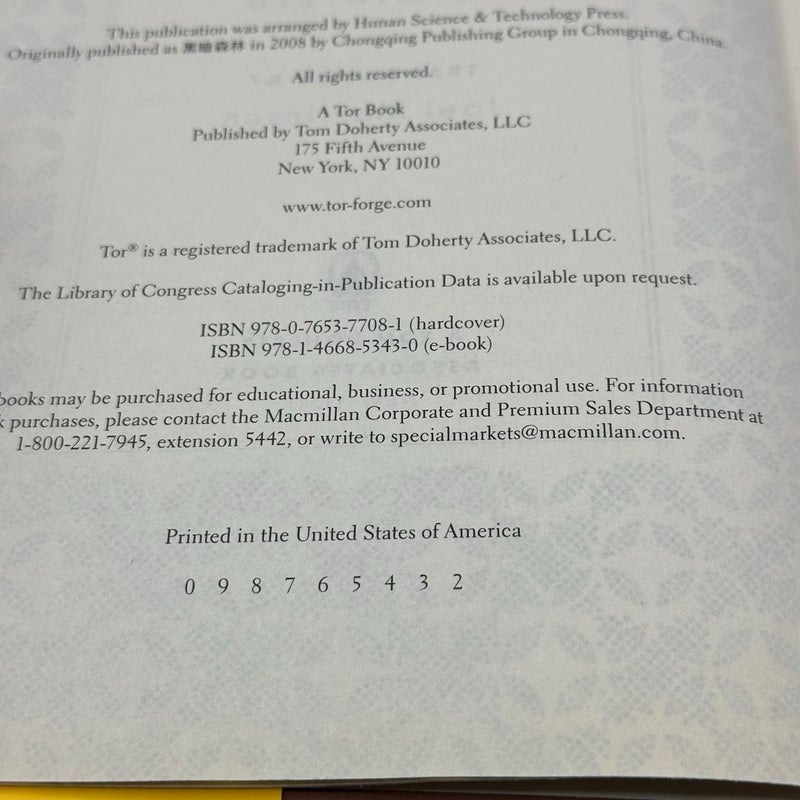 This publication was arranged by Hunan Science & Technology Press.
Originally published as 黑暗森林 in 2008 by Chongqing Publishing Group in Chongqing, China.
All rights reserved.
A Tor Book
Published by Tom Doherty Associates, LLC
175 Fifth Avenue
New York, NY 10010
www.tor-forge.com
Tor® is a registered trademark of Tom Doherty Associates, LLC.
The Library of Congress Cataloging-in-Publication Data is available upon request.
ISBN 978-0-7653-7708-1 (hardcover)
ISBN 978-1-4668-5343-0 (e-book)
books may be purchased for educational, business, or promotional use. For information
k purchases, please contact the Macmillan Corporate and Premium Sales Department at
1-800-221-7945, extension 5442, or write to specialmarkets@macmillan.com.
Printed in the United States of America
0 9 8 7 6 5 4 3 2